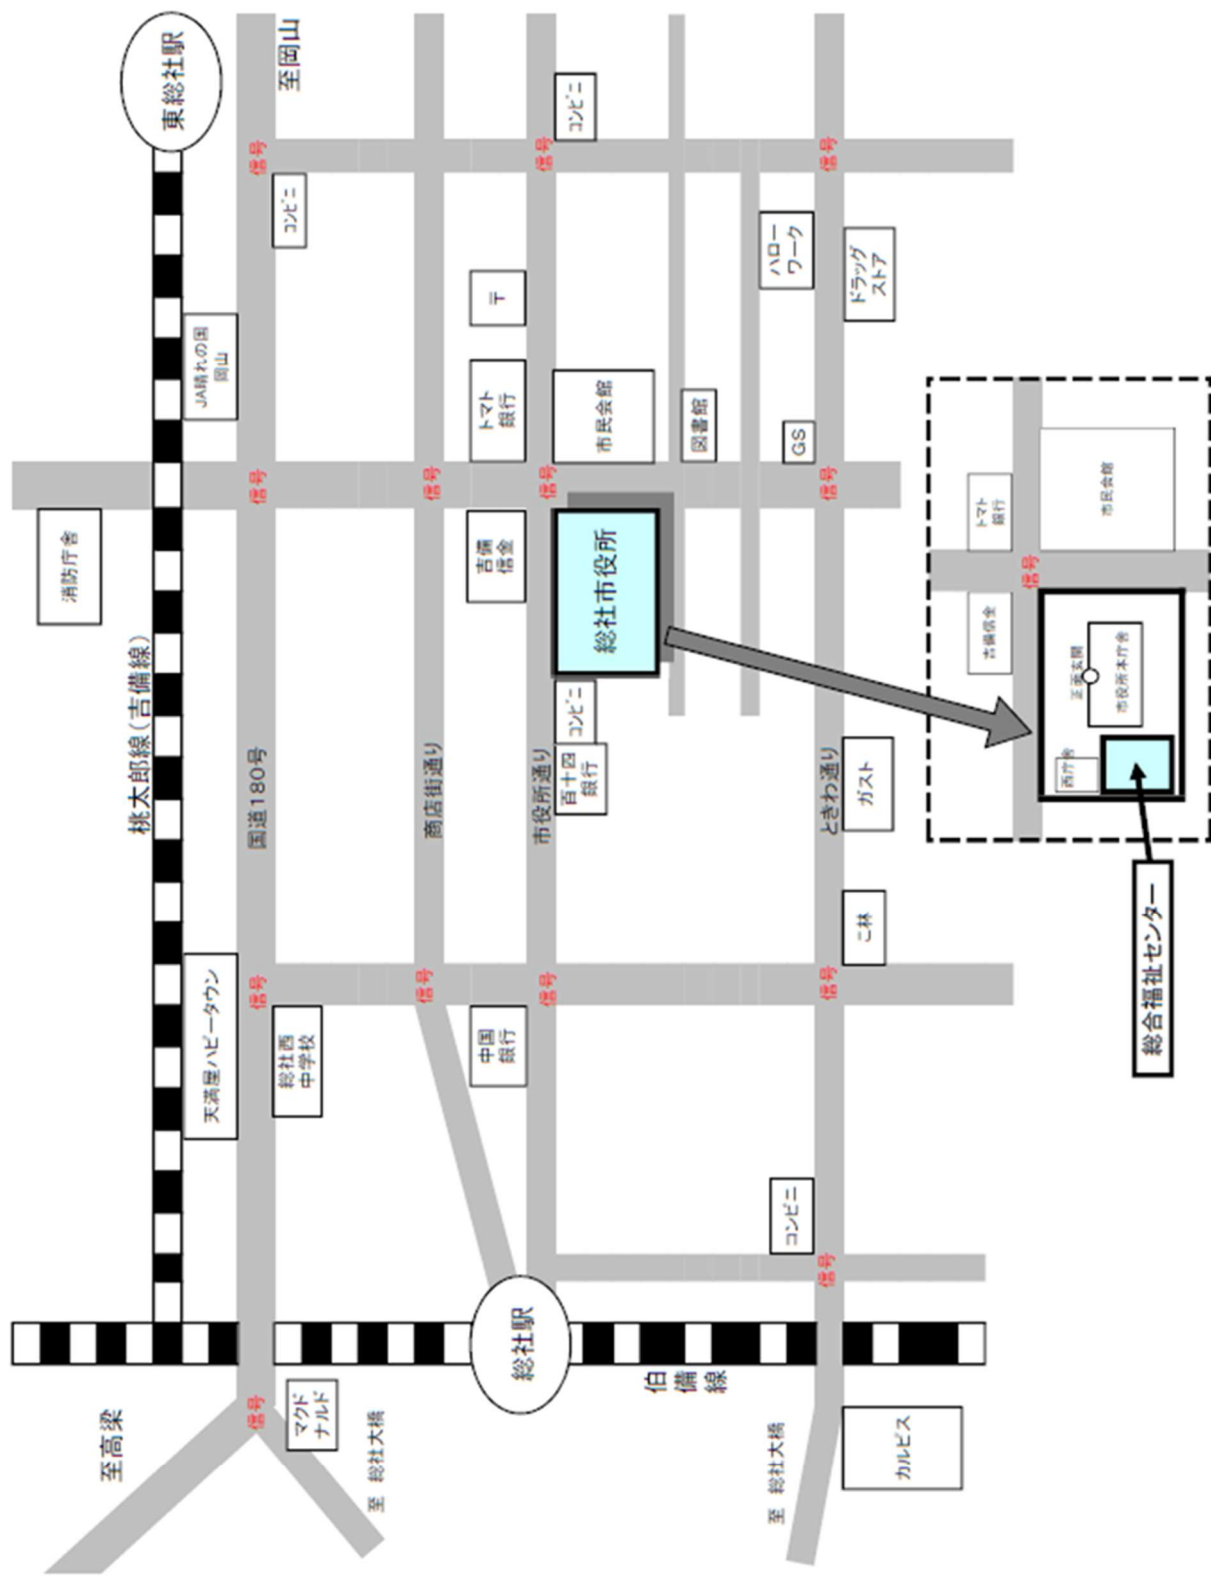 東総社駅
至岡山
信号
信号
信号
コンビニ
コンビニ
〒
ハロー
ワーク
ドラッグ
ストア
JA晴れの国
岡山
トマト
銀行
市民会館
図書館
GS
信号
信号
信号
信号
消防庁舎
吉備
信金
総社市役所
桃太郎線(吉備線)
国道180号
商店街通り
市役所通り
コンビニ
百十四
銀行
ときわ通り
ガスト
こ林
信号
信号
信号
信号
天満屋ハピータウン
総社西
中学校
中国
銀行
コンビニ
信号
総社駅
伯備線
信号
マクド
ナルド
至高梁
至 総社大橋
至 総社大橋
カルピス
トマト
銀行
市民会館
信号
吉備信金
正面玄関
市役所本庁舎
西庁舎
総合福祉センター